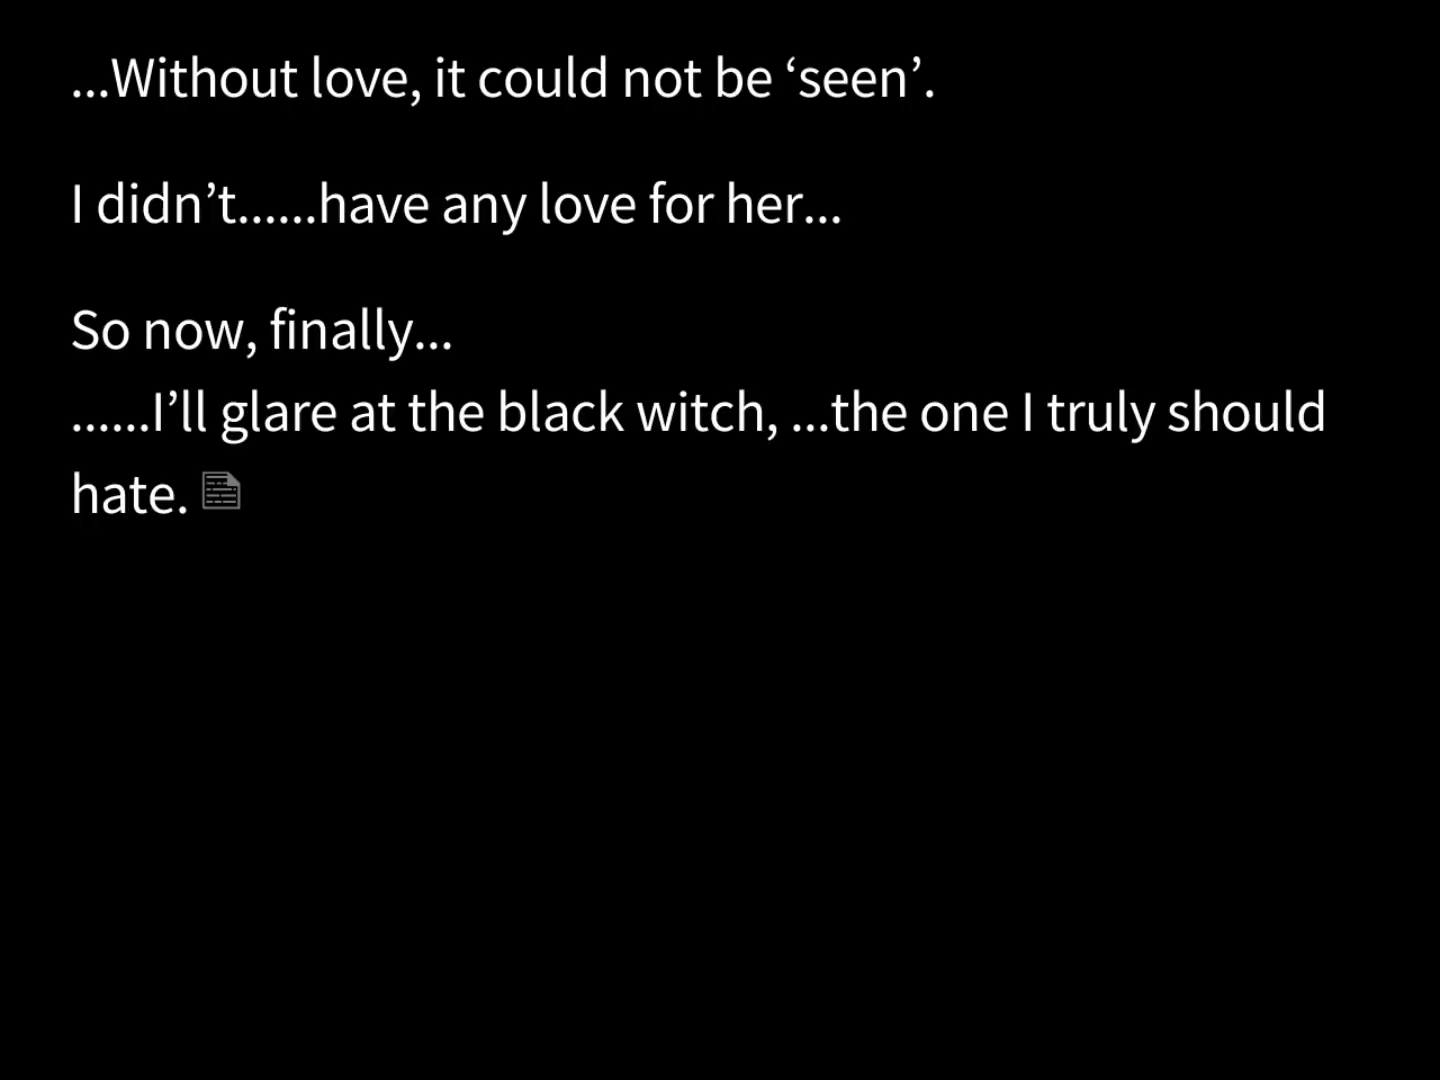 ...Without love, it could not be ‘seen’.
I didn’t......have any love for her...
So now, finally...
......I’ll glare at the black witch, ...the one I truly should
hate.